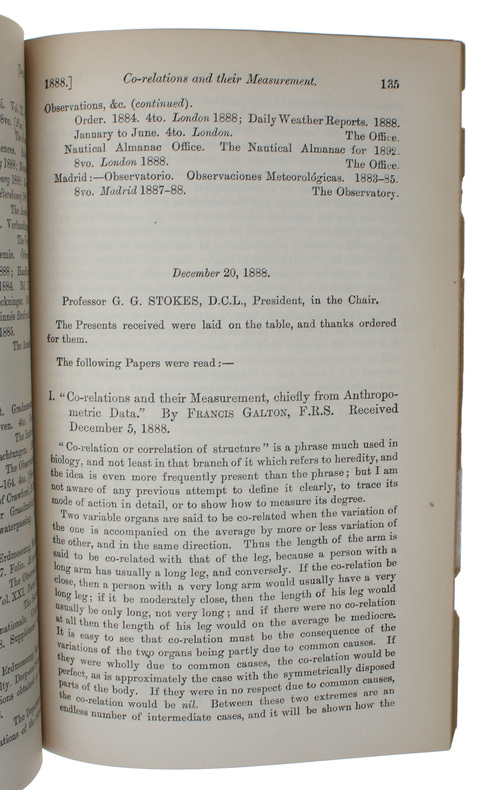 1888.] Co-relations and their Measurement. 135
Observations, &c. (continued).
Order. 1884. 4to. London 1888; Daily Weather Reports. 1888.
January to June. 4to. London. The Office.
Nautical Almanac Office. The Nautical Almanac for 1892.
8vo. London 1888. The Office.
Madrid:—Observatorio. Observaciones Meteorológicas. 1883-85.
8vo. Madrid 1887-88. The Observatory.
December 20, 1888.
Professor G. G. STOKES, D.C.L., President, in the Chair.
The Presents received were laid on the table, and thanks ordered
for them.
The following Papers were read:—
I. “Co-relations and their Measurement, chiefly from Anthropo-
metric Data.” By FRANCIS GALTON, F.R.S. Received
December 5, 1888.
“Co-relation or correlation of structure” is a phrase much used in
biology, and not least in that branch of it which refers to heredity, and
the idea is even more frequently present than the phrase; but I am
not aware of any previous attempt to define it clearly, to trace its
mode of action in detail, or to show how to measure its degree.
Two variable organs are said to be co-related when the variation of
the one is accompanied on the average by more or less variation of
the other, and in the same direction. Thus the length of the arm is
said to be co-related with that of the leg, because a person with a
long arm has usually a long leg, and conversely. If the co-relation be
close, then a person with a very long arm would usually have a very
long leg; if it be moderately close, then the length of his leg would
usually be only long, not very long; and if there were no co-relation
at all then the length of his leg would on the average be mediocre.
It is easy to see that co-relation must be the consequence of the
variations of the two organs being partly due to common causes. If
they were wholly due to common causes, the co-relation would be
perfect, as is approximately the case with the symmetrically disposed
parts of the body. If they were in no respect due to common causes,
the co-relation would be nil. Between these two extremes are an
endless number of intermediate cases, and it will be shown how the